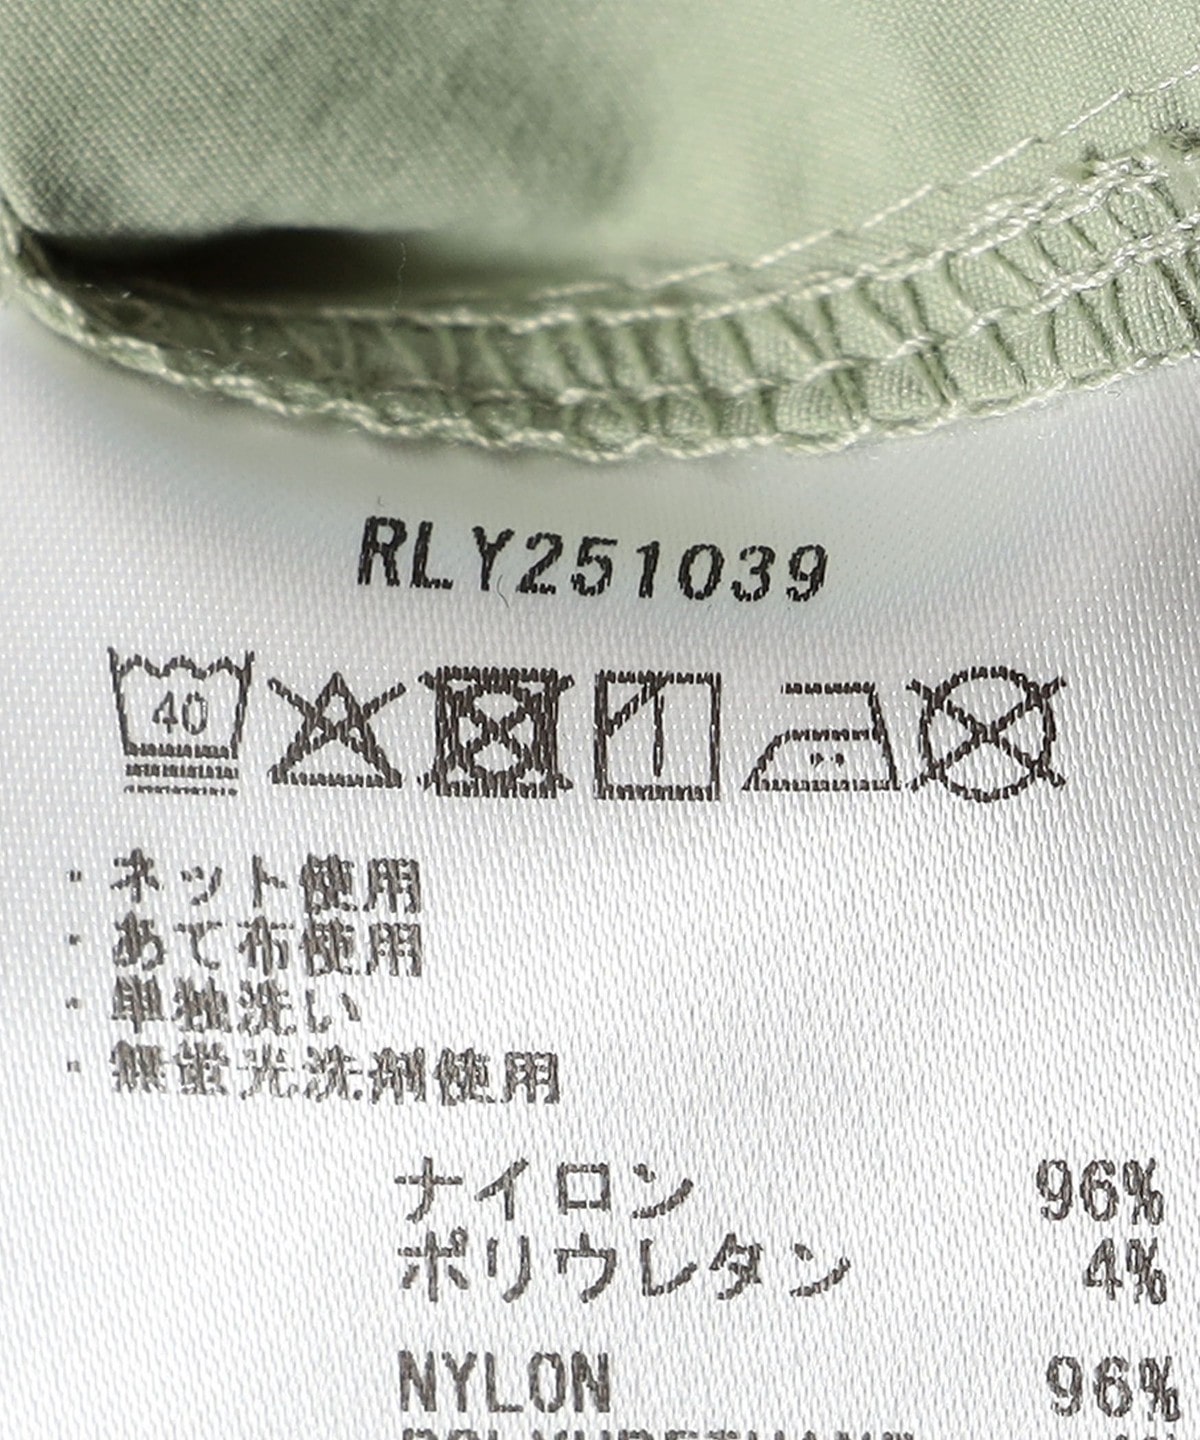 RLY251039
40
・ネット使用
・あて布使用
・単独洗い
・無蛍光洗剤使用
ナイロン 96%
ポリウレタン 4%
NYLON 96%